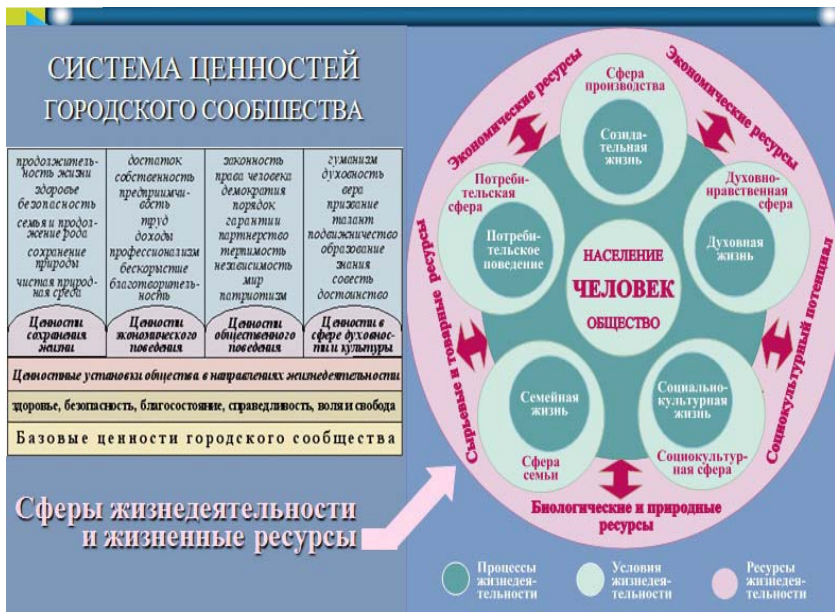 СИСТЕМА ЦЕННОСТЕЙ
ГОРОДСКОГО СООБЩЕСТВА
продолжитель-
ность жизни
здоровье
безопасность
семья и продол-
жение рода
сохранение
природы
чистая природ-
ная среда
достаток
собственность
предприимчи-
вость
труд
доходы
профессионализм
бескорыстие
благотворитель-
ность
законность
права человека
демократия
порядок
гарантии
партнерство
терпимость
независимость
мир
патриотизм
гуманизм
духовность
вера
призвание
талант
подвижничество
образование
знания
совесть
достоинство
Ценности
сохранения
жизни
Ценности
экономического
поведения
Ценности
общественного
поведения
Ценности в
сфере духовнос-
ти и культуры
Ценностные установки общества в направлениях жизнедеятельности
здоровье, безопасность, благосостояние, справедливость, воля и свобода
Базовые ценности городского сообщества
Сферы жизнедеятельности
и жизненные ресурсы
Экономические ресурсы
Экономические ресурсы
Сырьевые и товарные ресурсы
Социокультурный потенциал
Биологические и природные
ресурсы
Сфера
производства
Созида-
тельная
жизнь
Потреби-
тельская
сфера
Потреби-
тельское
поведение
Духовно-
нравственная
сфера
Духовная
жизнь
НАСЕЛЕНИЕ
ЧЕЛОВЕК
ОБЩЕСТВО
Семейная
жизнь
Сфера
семьи
Социально-
культурная
жизнь
Социокультур-
ная сфера
Процессы
жизнедея-
тельности
Условия
жизнедея-
тельности
Ресурсы
жизнедея-
тельности